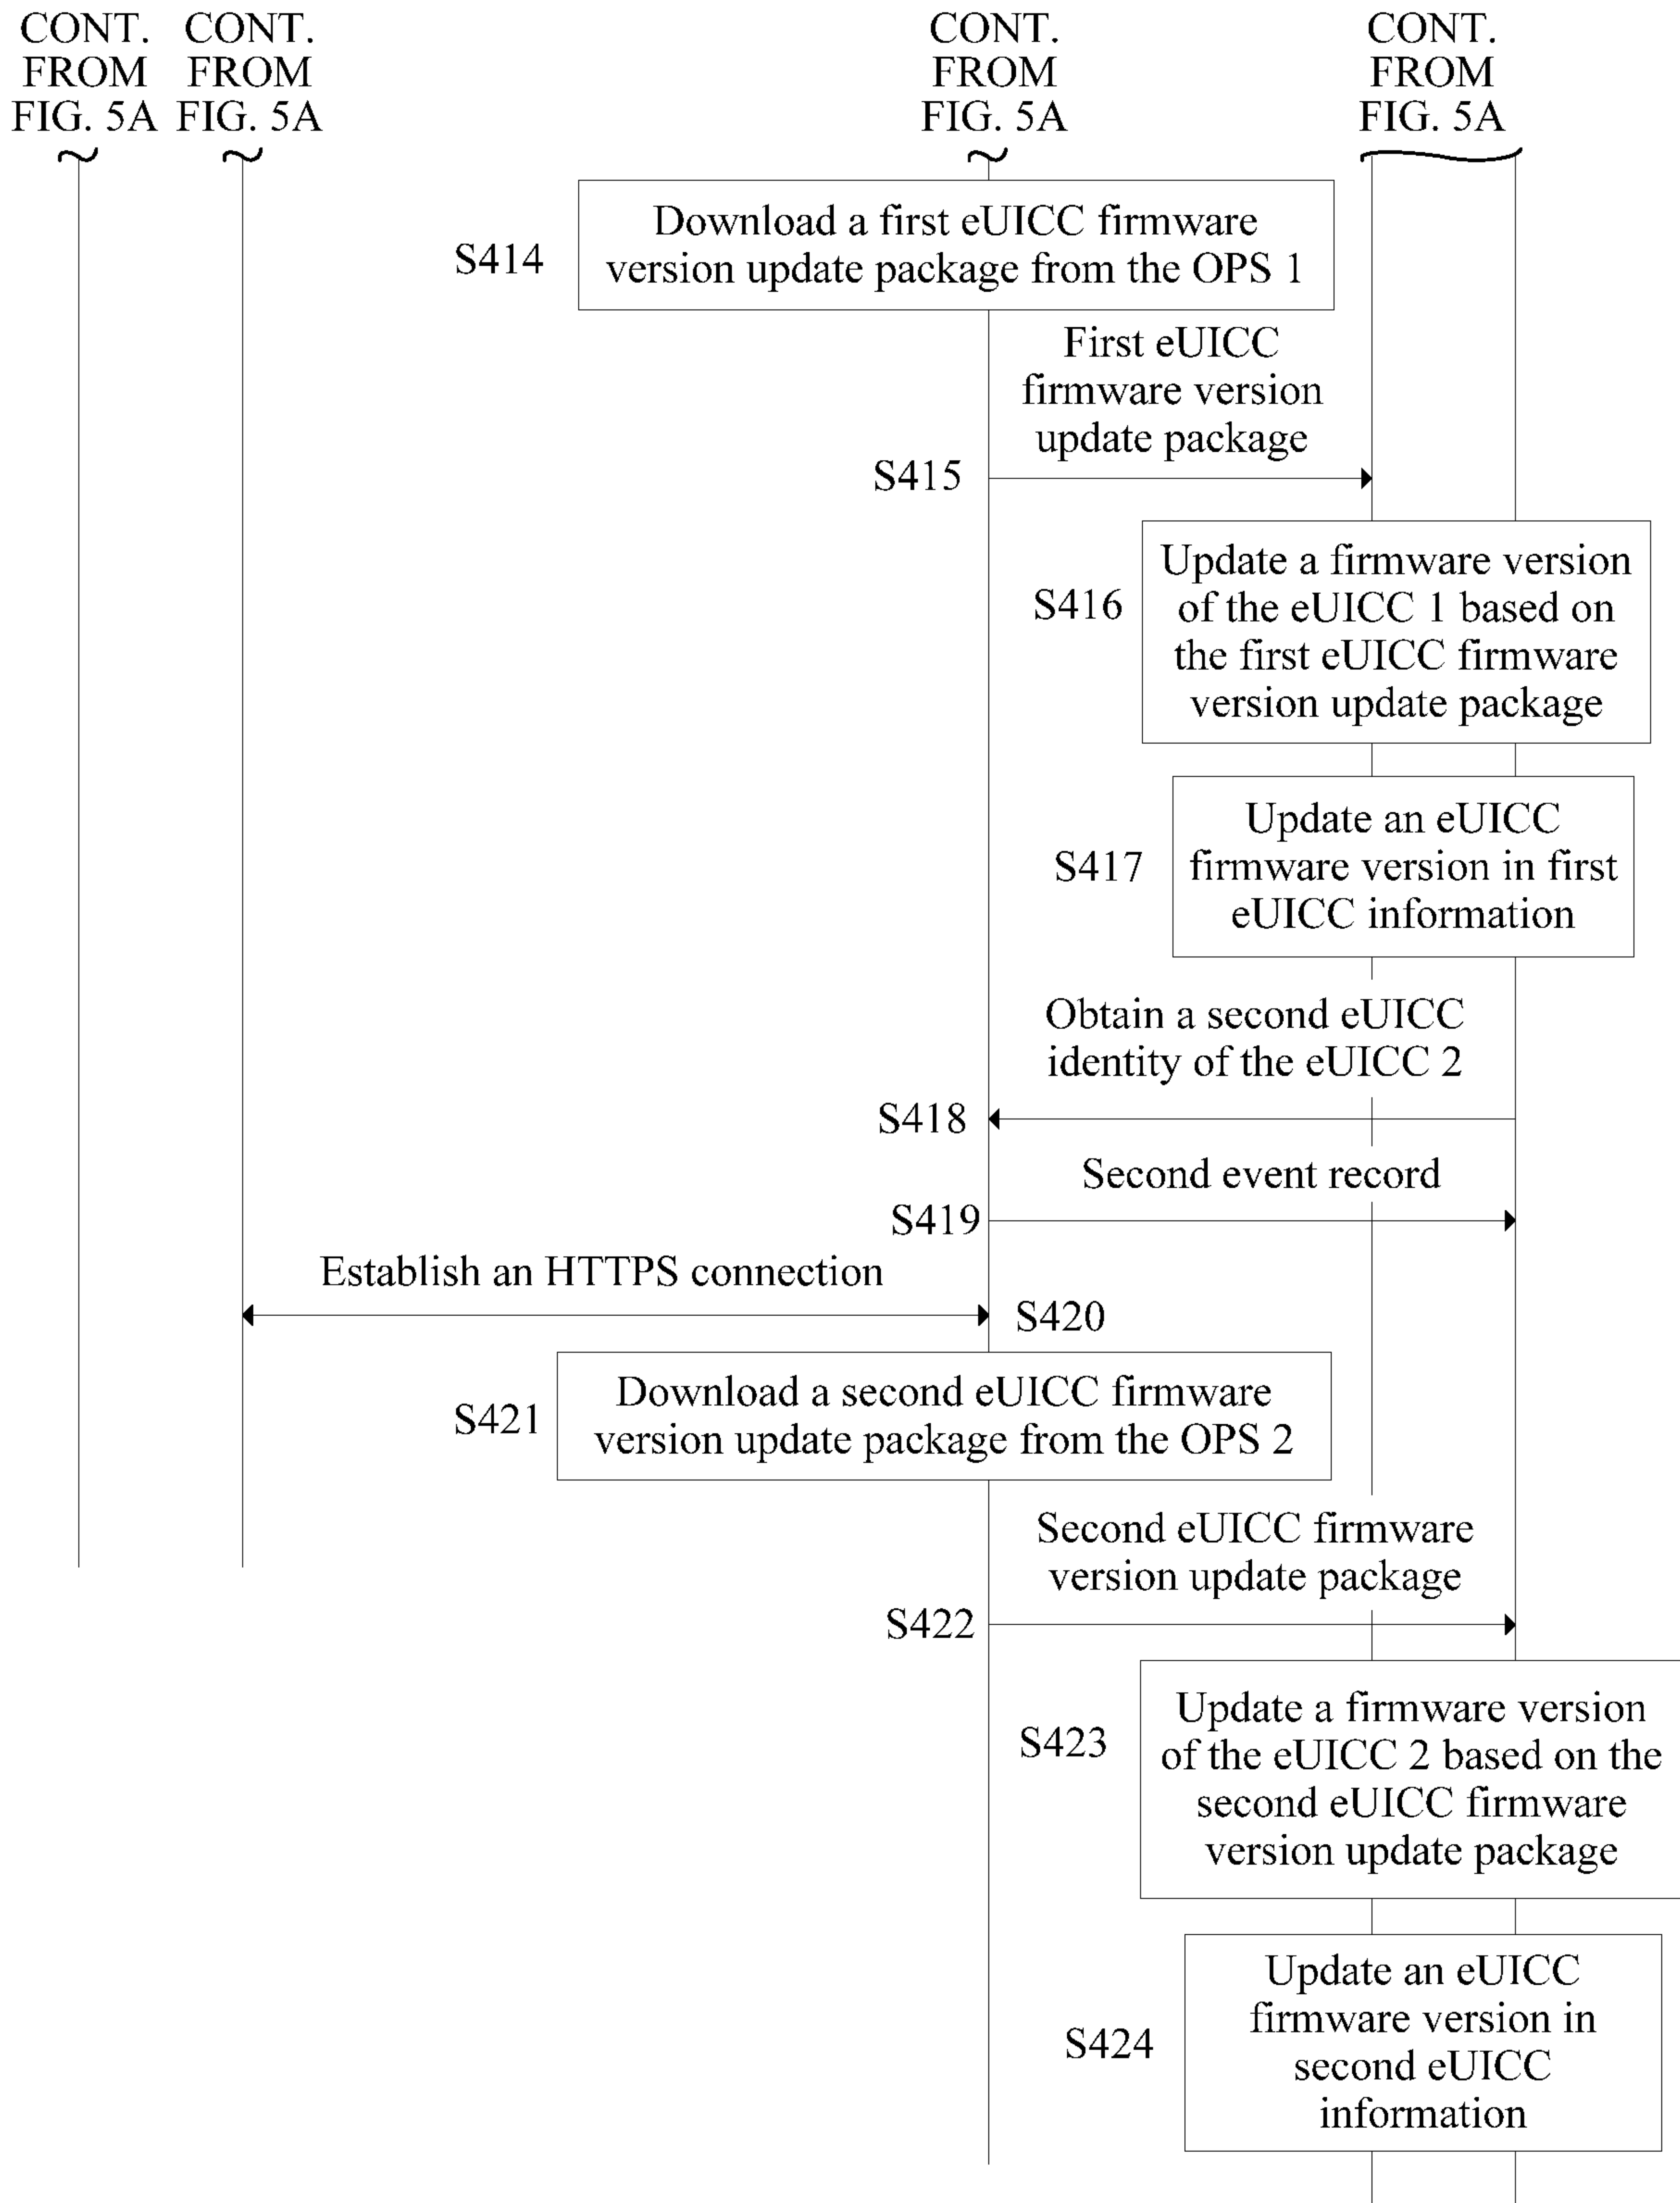 CONT.
FROM
FIG. 5A
CONT.
FROM
FIG. 5A
CONT.
FROM
FIG. 5A
CONT.
FROM
FIG. 5A
S414
Download a first eUICC firmware
version update package from the OPS 1
First eUICC
firmware version
update package
S415
S416
Update a firmware version
of the eUICC 1 based on
the first eUICC firmware
version update package
S417
Update an eUICC
firmware version in first
eUICC information
Obtain a second eUICC
identity of the eUICC 2
S418
Second event record
S419
Establish an HTTPS connection
S420
S421
Download a second eUICC firmware
version update package from the OPS 2
Second eUICC firmware
version update package
S422
S423
Update a firmware version
of the eUICC 2 based on the
second eUICC firmware
version update package
S424
Update an eUICC
firmware version in
second eUICC
information